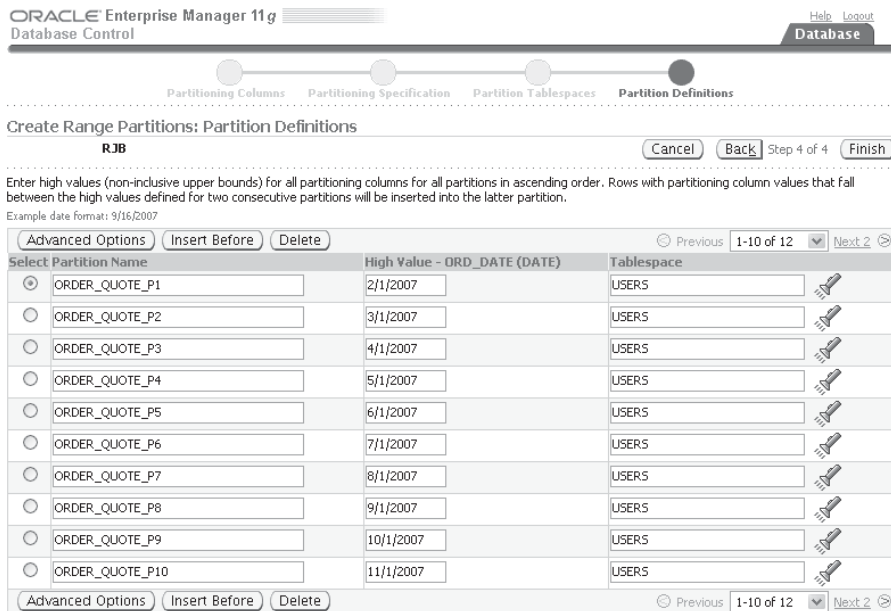 ORACLE Enterprise Manager 11g
Database Control
Help Logout
Database
Partitioning Columns Partitioning Specification Partition Tablespaces Partition Definitions
Create Range Partitions: Partition Definitions
RJB
Cancel Back Step 4 of 4 Finish
Enter high values (non-inclusive upper bounds) for all partitioning columns for all partitions in ascending order. Rows with partitioning column values that fall
between the high values defined for two consecutive partitions will be inserted into the latter partition.
Example date format: 9/16/2007
Advanced Options Insert Before Delete Previous 1-10 of 12 Next 2
Select Partition Name High Value - ORD_DATE (DATE) Tablespace
ORDER_QUOTE_P1 2/1/2007 USERS
ORDER_QUOTE_P2 3/1/2007 USERS
ORDER_QUOTE_P3 4/1/2007 USERS
ORDER_QUOTE_P4 5/1/2007 USERS
ORDER_QUOTE_P5 6/1/2007 USERS
ORDER_QUOTE_P6 7/1/2007 USERS
ORDER_QUOTE_P7 8/1/2007 USERS
ORDER_QUOTE_P8 9/1/2007 USERS
ORDER_QUOTE_P9 10/1/2007 USERS
ORDER_QUOTE_P10 11/1/2007 USERS
Advanced Options Insert Before Delete Previous 1-10 of 12 Next 2